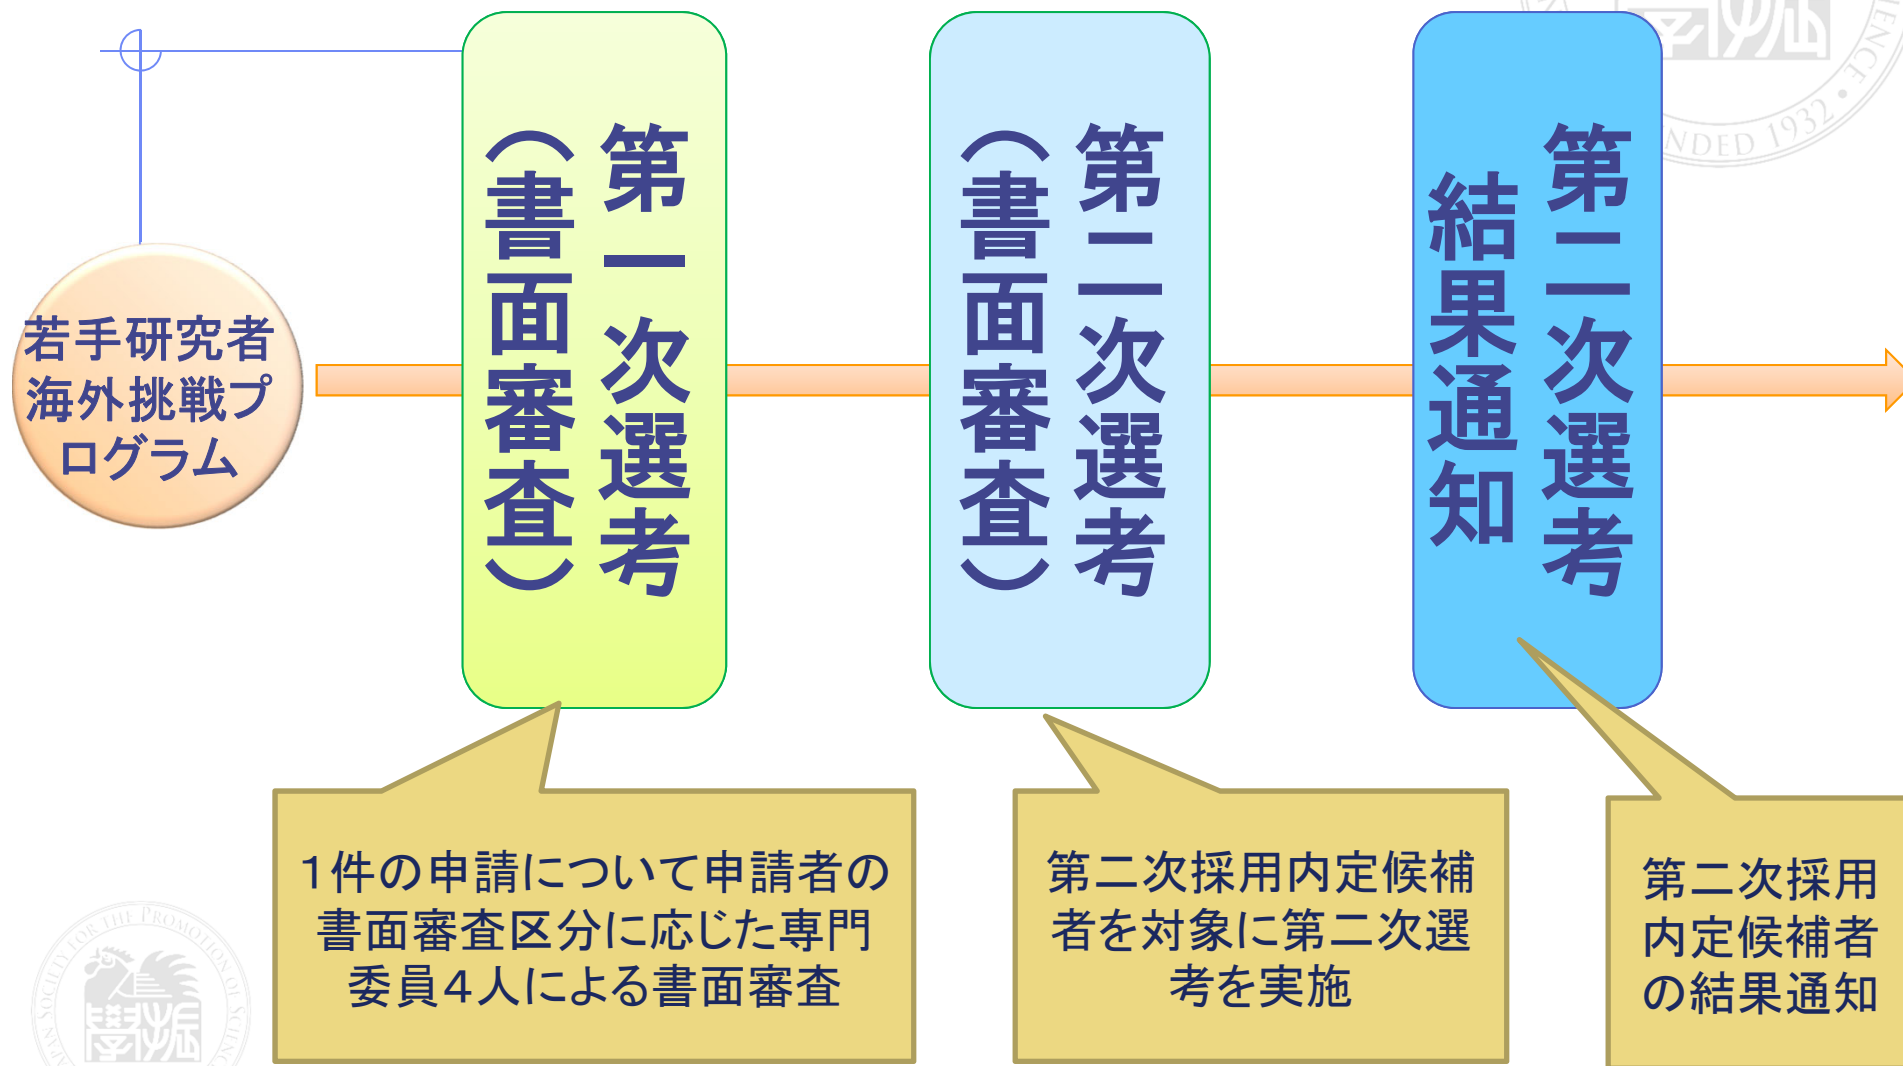 若手研究者
海外挑戦プ
ログラム
第一次選考
（書面審査）
第二次選考
（書面審査）
第二次選考
結果通知
1件の申請について申請者の
書面審査区分に応じた専門
委員4人による書面審査
第二次採用内定候補
者を対象に第二次選
考を実施
第二次採用
内定候補者
の結果通知